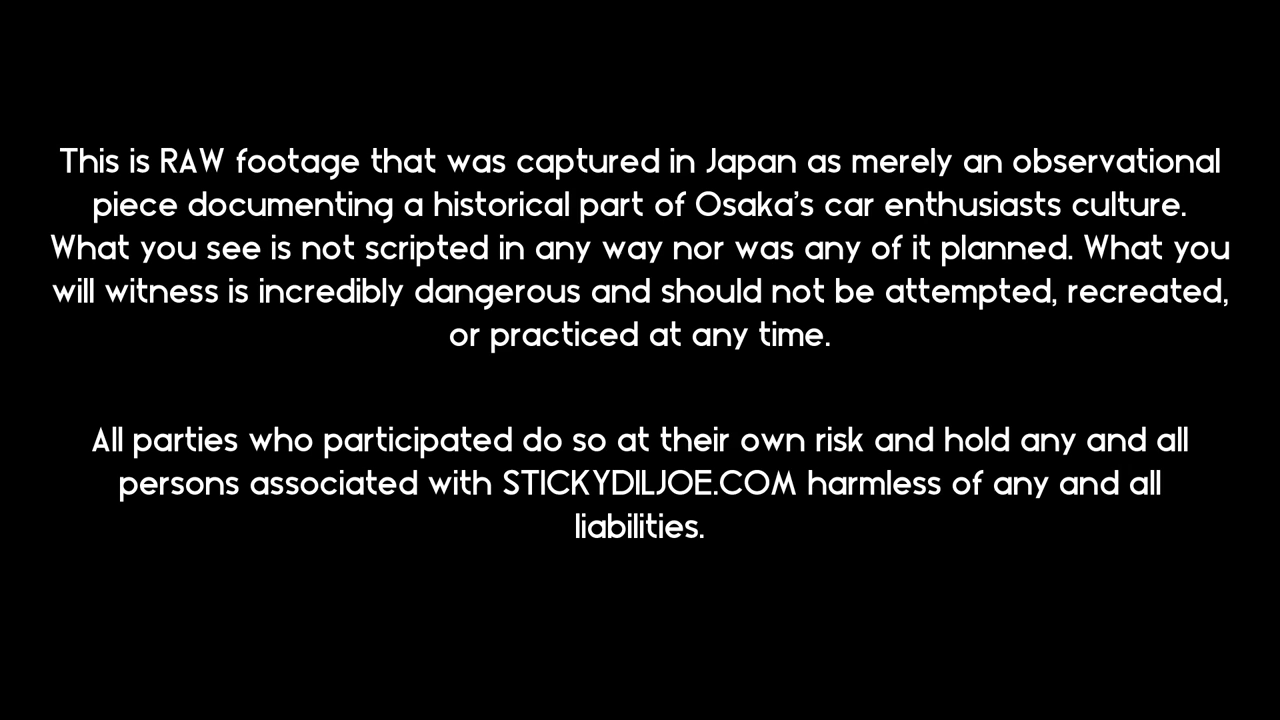 This is RAW footage that was captured in Japan as merely an observational
piece documenting a historical part of Osaka's car enthusiasts culture.
What you see is not scripted in any way nor was any of it planned. What you
will witness is incredibly dangerous and should not be attempted, recreated,
or practiced at any time.
All parties who participated do so at their own risk and hold any and all
persons associated with STICKYDILJOE.COM harmless of any and all
liabilities.